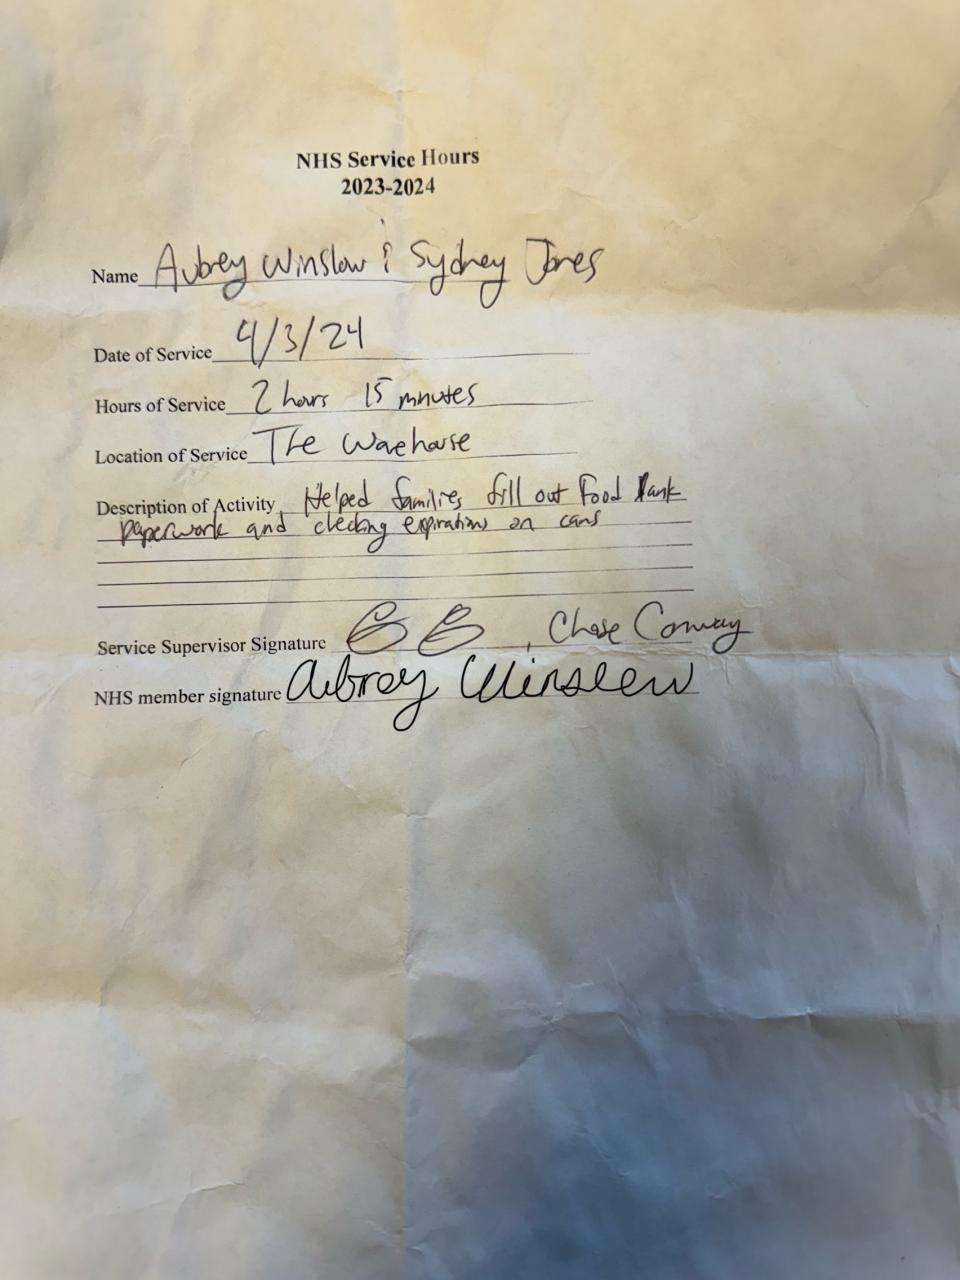 NHS Service Hours
2023-2024
Name Aubrey Winslow & Sydney Jones
Date of Service 4/3/24
Hours of Service 2 hours 15 minutes
Location of Service The Warehouse
Description of Activity Helped families fill out Food Bank
paperwork and checking expirations on cans
Service Supervisor Signature , Chase Conway
NHS member signature Aubrey Winslow